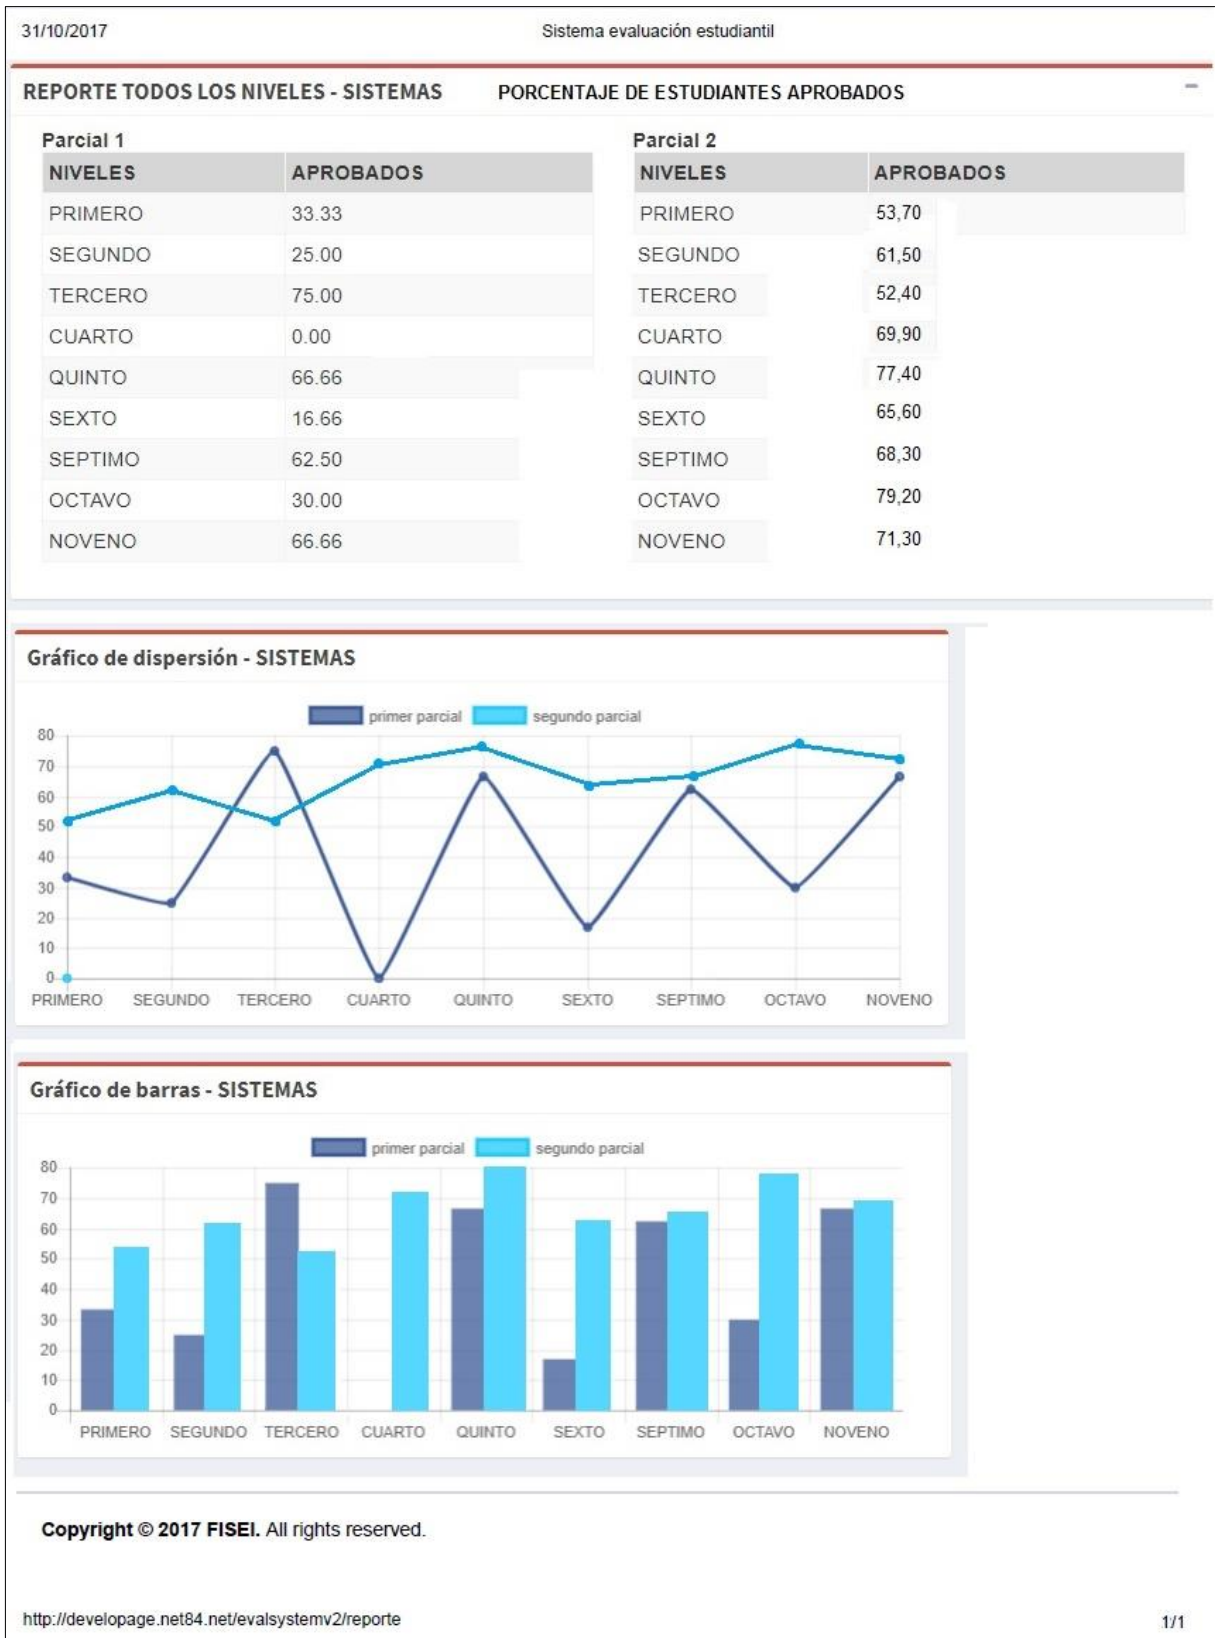 31/10/2017 Sistema evaluación estudiantil
REPORTE TODOS LOS NIVELES - SISTEMAS PORCENTAJE DE ESTUDIANTES APROBADOS
Parcial 1
NIVELES APROBADOS
PRIMERO 33.33
SEGUNDO 25.00
TERCERO 75.00
CUARTO 0.00
QUINTO 66.66
SEXTO 16.66
SEPTIMO 62.50
OCTAVO 30.00
NOVENO 66.66
Parcial 2
NIVELES APROBADOS
PRIMERO 53,70
SEGUNDO 61,50
TERCERO 52,40
CUARTO 69,90
QUINTO 77,40
SEXTO 65,60
SEPTIMO 68,30
OCTAVO 79,20
NOVENO 71,30
Gráfico de dispersión - SISTEMAS
primer parcial segundo parcial
80
70
60
50
40
30
20
10
0
PRIMERO SEGUNDO TERCERO CUARTO QUINTO SEXTO SEPTIMO OCTAVO NOVENO
Gráfico de barras - SISTEMAS
primer parcial segundo parcial
80
70
60
50
40
30
20
10
0
PRIMERO SEGUNDO TERCERO CUARTO QUINTO SEXTO SEPTIMO OCTAVO NOVENO
Copyright © 2017 FISEI. All rights reserved.
http://developage.net84.net/evalsystemv2/reporte 1/1